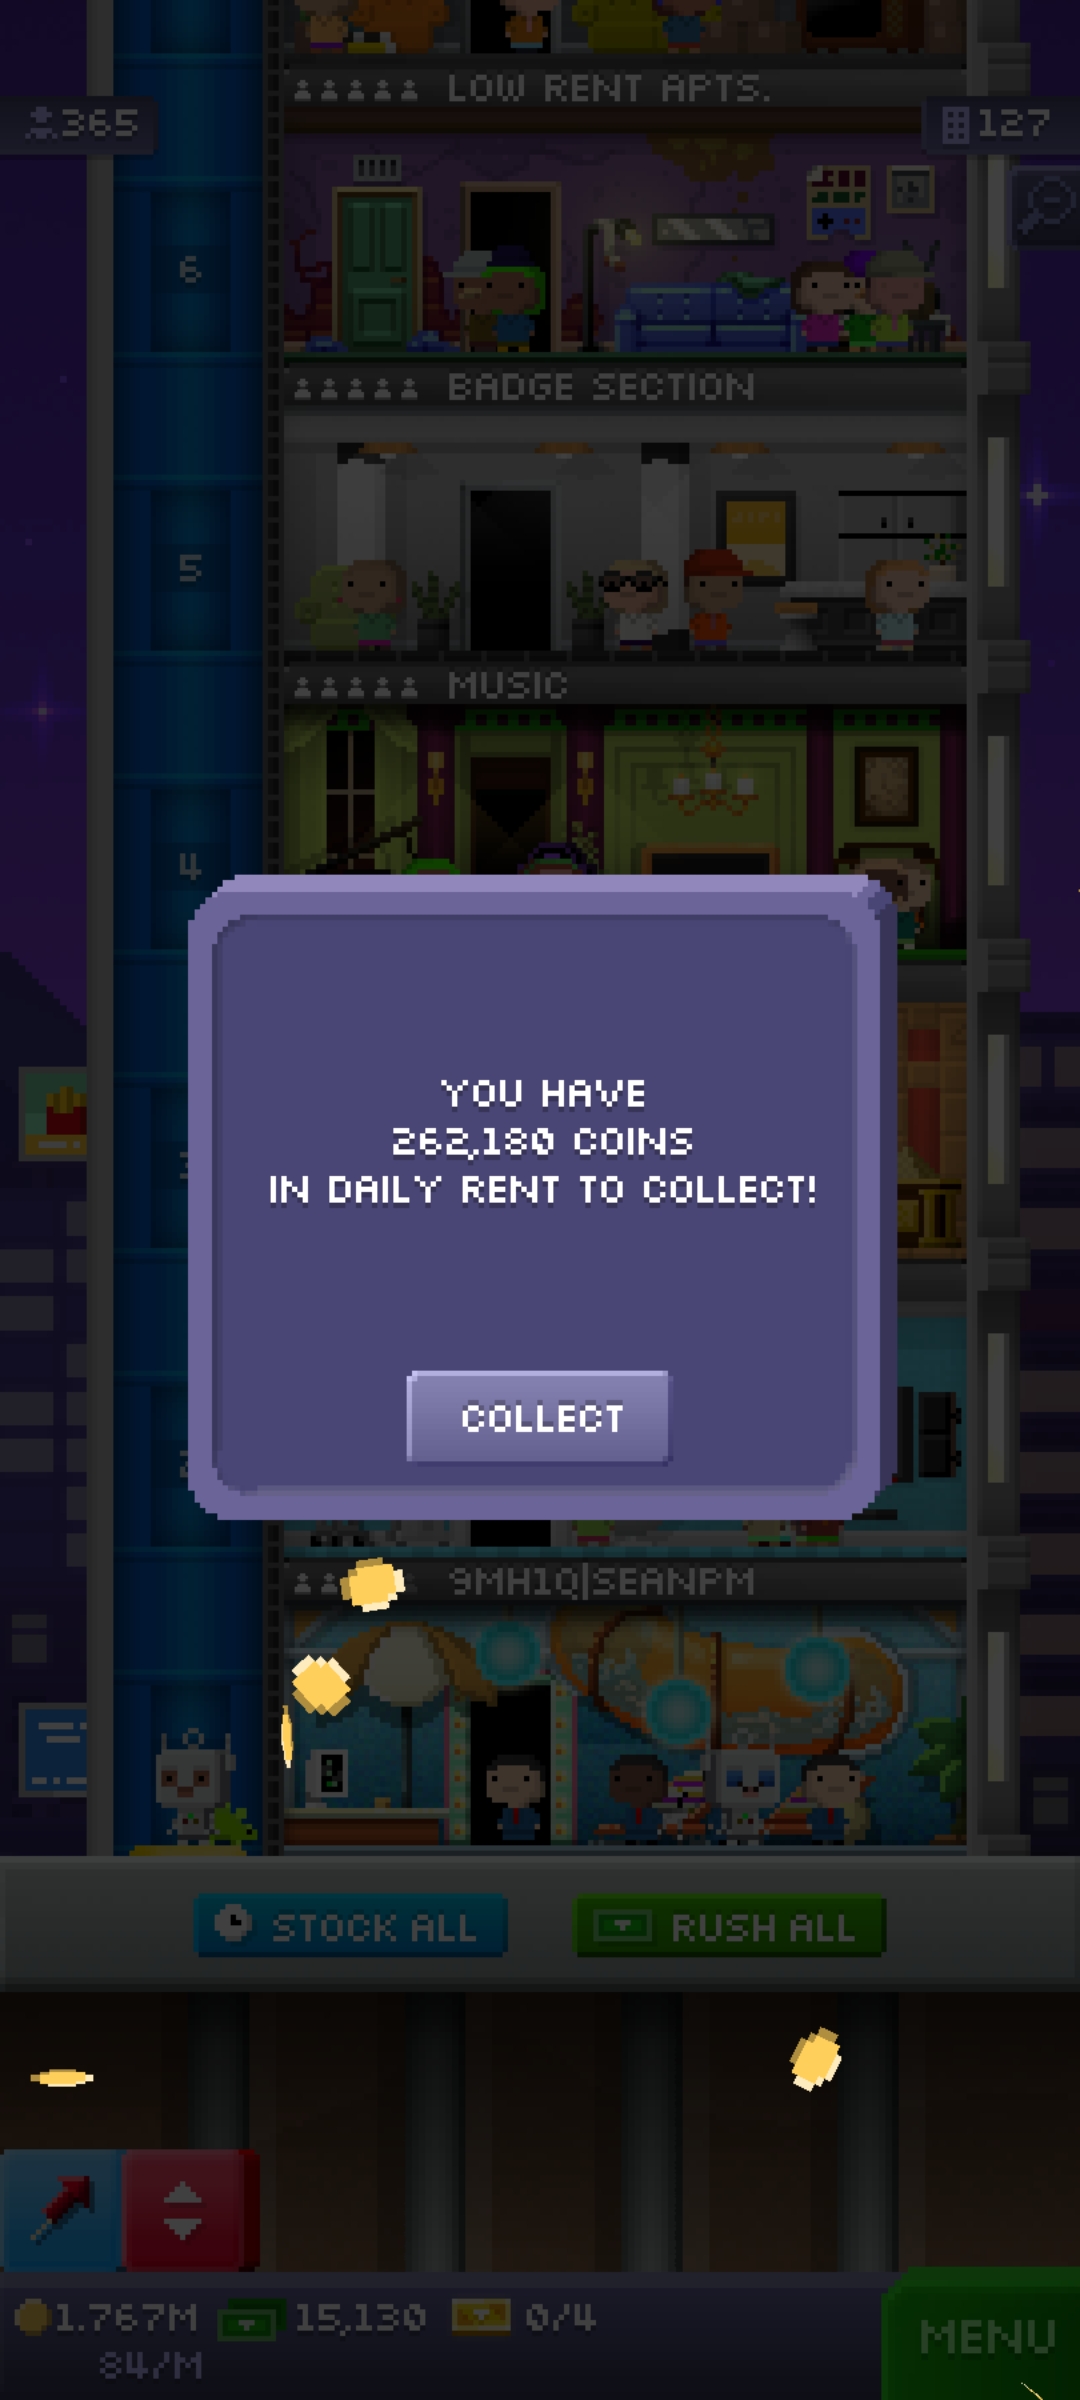 LOW RENT APTS.
365
127
6
BADGE SECTION
5
MUSIC
4
YOU HAVE
262,180 COINS
IN DAILY RENT TO COLLECT!
COLLECT
9MH1Q|SEANPM
STOCK ALL
RUSH ALL
1.767M
15,130
0/4
84/M
MENU